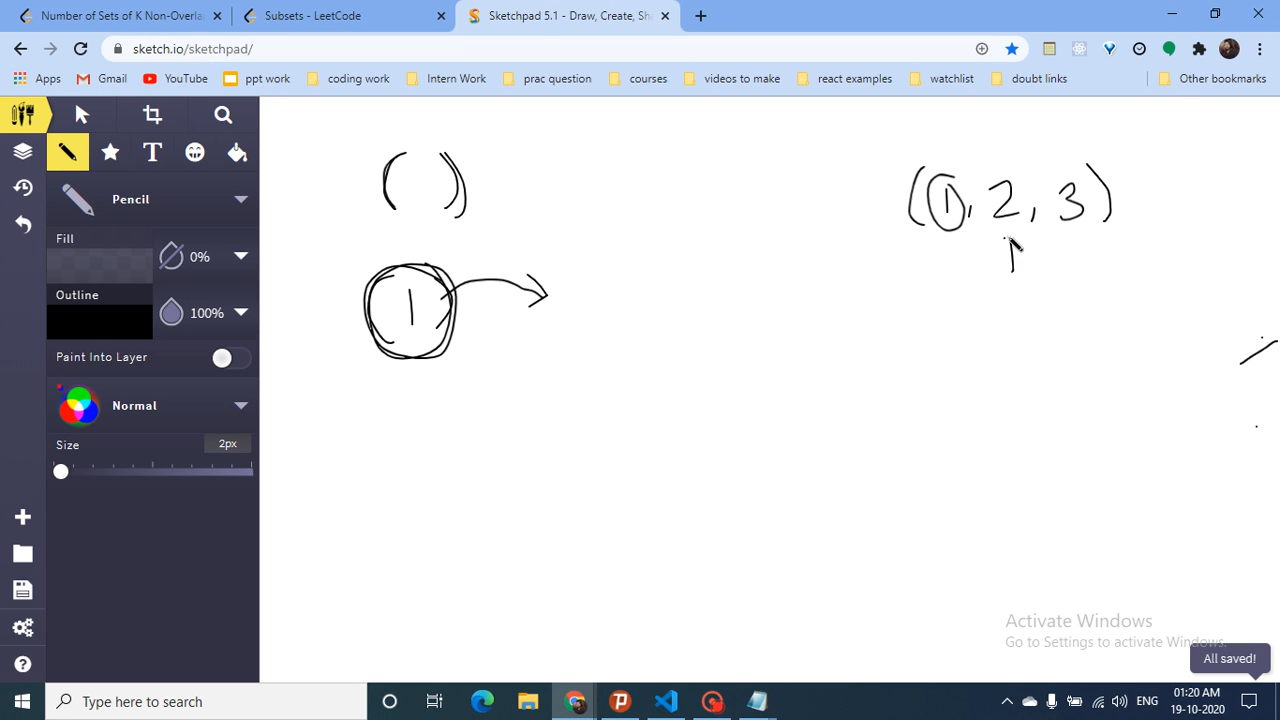 Number of Sets of K Non-Overla
Subsets - LeetCode
Sketchpad 5.1 - Draw, Create, Sh
sketch.io/sketchpad/
Apps
Gmail
YouTube
ppt work
coding work
Intern Work
prac question
courses
videos to make
react examples
watchlist
doubt links
Other bookmarks
( )
(1, 2, 3)
Pencil
Fill
0%
(1)
Outline
100%
Paint Into Layer
Normal
Size
2px
Activate Windows
Go to Settings to activate Windows.
All saved!
Type here to search
ENG
01:20 AM
19-10-2020